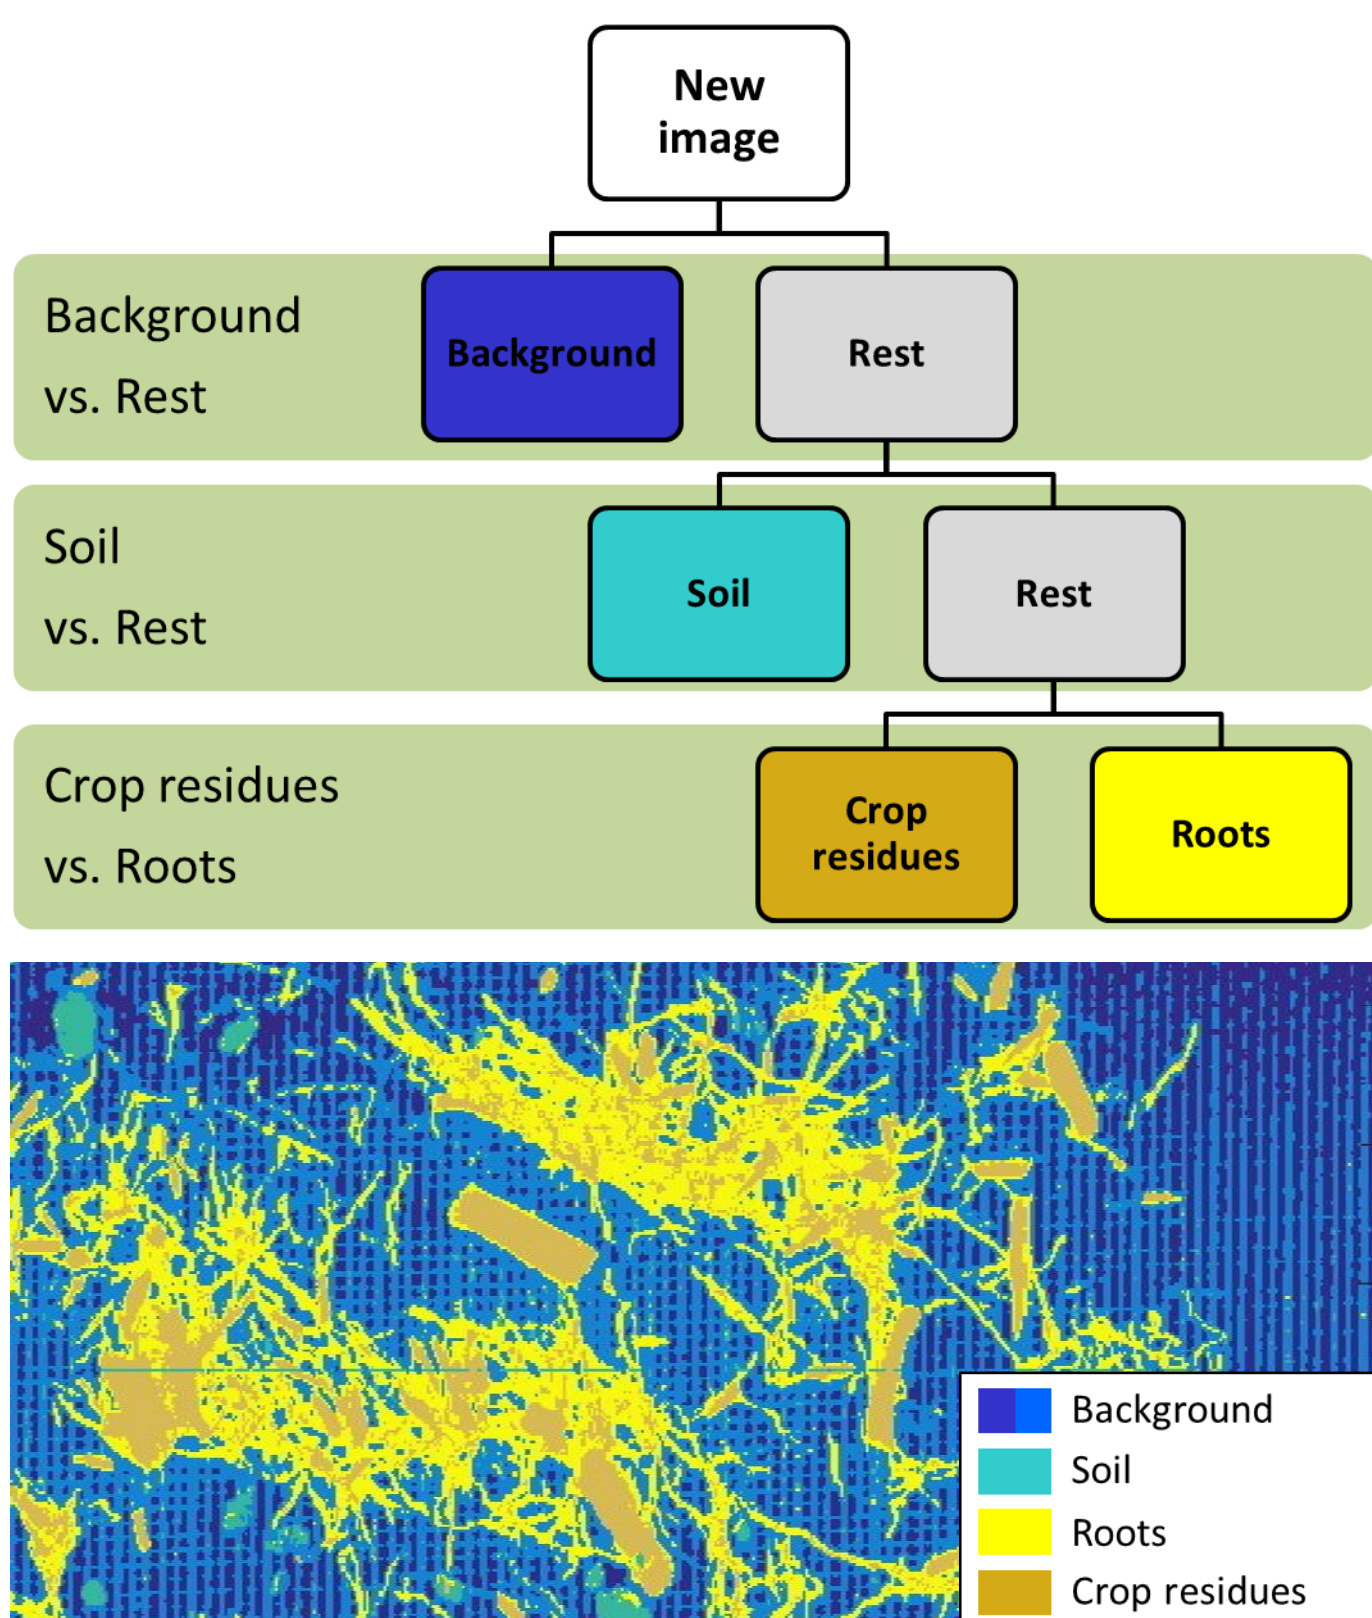 New
image
Background
vs. Rest
Background
Rest
Soil
vs. Rest
Soil
Rest
Crop residues
vs. Roots
Crop
residues
Roots
Background
Soil
Roots
Crop residues